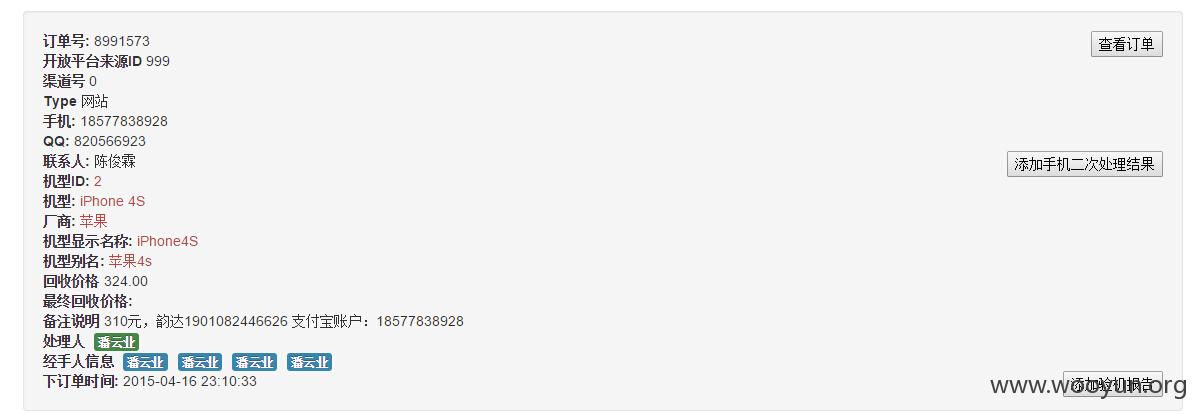 订单号: 8991573
查看订单
开放平台来源ID 999
渠道号 0
Type 网站
手机: 18577838928
QQ: 820566923
联系人: 陈俊霖
添加手机二次处理结果
机型ID: 2
机型: iPhone 4S
厂商: 苹果
机型显示名称: iPhone4S
机型别名: 苹果4s
回收价格 324.00
最终回收价格:
备注说明 310元，韵达1901082446626 支付宝账户：18577838928
处理人 潘云业
经手人信息 潘云业 潘云业 潘云业 潘云业
下订单时间: 2015-04-16 23:10:33
添加验机报告
www.wooyun.org